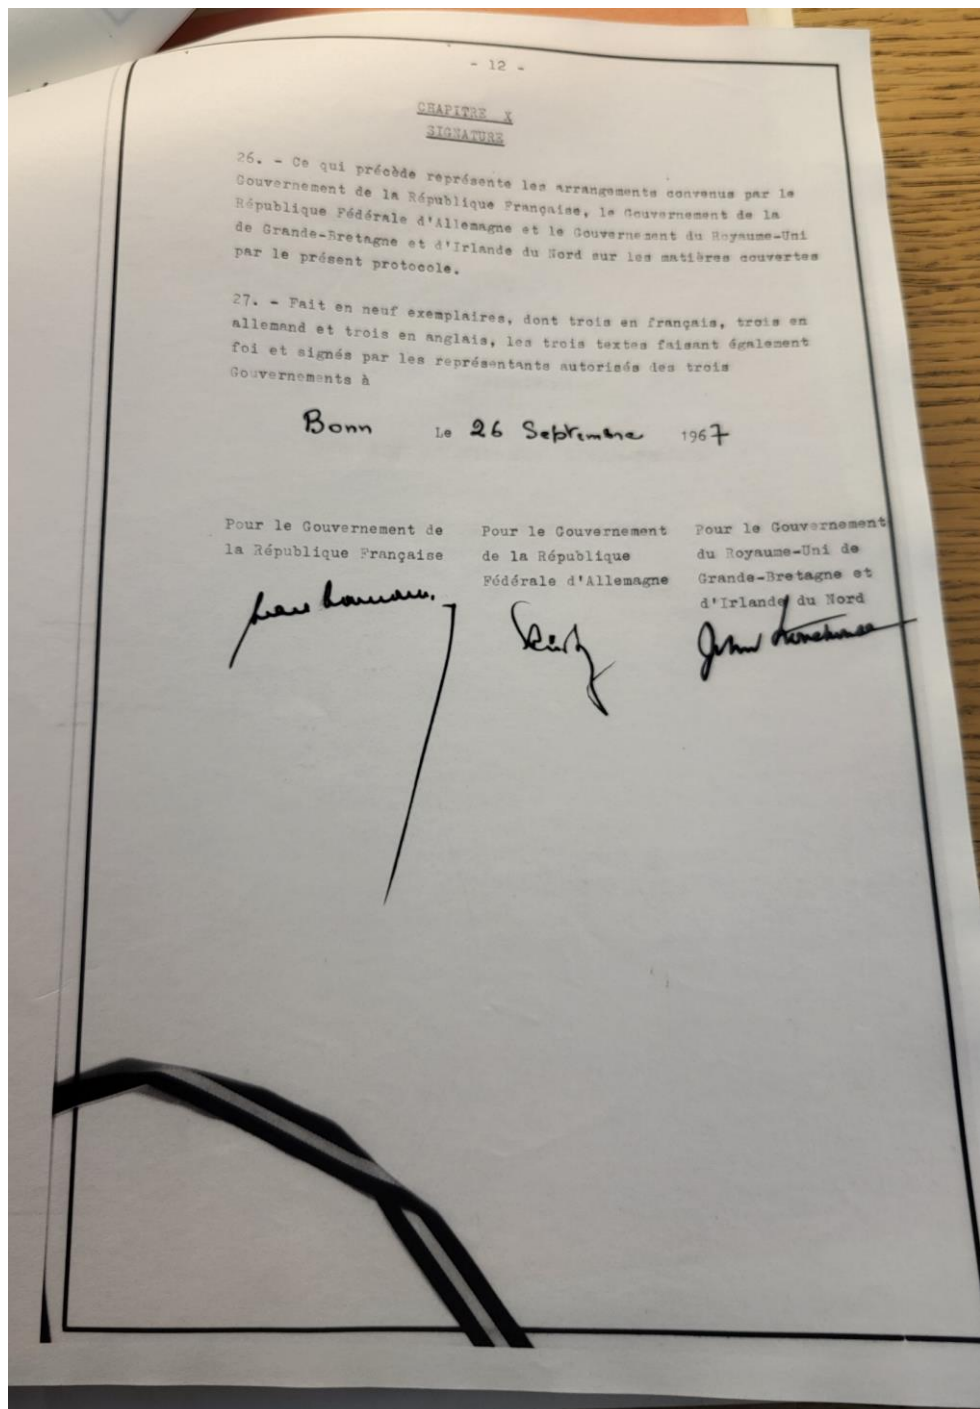 - 12 -
CHAPITRE X
SIGNATURE
26. - Ce qui précède représente les arrangements convenus par le
Gouvernement de la République Française, le Gouvernement de la
République Fédérale d'Allemagne et le Gouvernement du Royaume-Uni
de Grande-Bretagne et d'Irlande du Nord sur les matières couvertes
par le présent protocole.
27. - Fait en neuf exemplaires, dont trois en français, trois en
allemand et trois en anglais, les trois textes faisant également
foi et signés par les représentants autorisés des trois
Gouvernements à
Bonn Le 26 Septembre 1967
Pour le Gouvernement de
la République Française
Pour le Gouvernement
de la République
Fédérale d'Allemagne
Pour le Gouvernement
du Royaume-Uni de
Grande-Bretagne et
d'Irlande du Nord
John Stonehouse